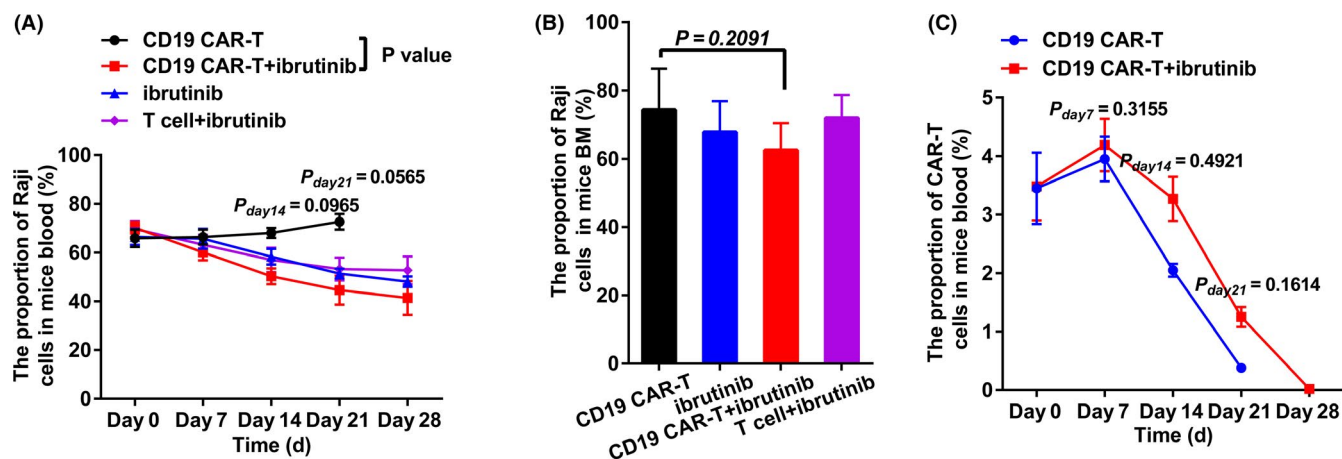 (A)
CD19 CAR-T
CD19 CAR-T+ibrutinib
P value
ibrutinib
T cell+ibrutinib
The proportion of Raji
cells in mice blood (%)
100
80
60
40
20
0
Pday21 = 0.0565
Pday14 = 0.0965
Day 0 Day 7 Day 14 Day 21 Day 28
Time (d)
(B)
The proportion of Raji
cells in mice BM (%)
100
80
60
40
20
0
P = 0.2091
CD19 CAR-T
ibrutinib
CD19 CAR-T+ibrutinib
T cell+ibrutinib
(C)
CD19 CAR-T
CD19 CAR-T+ibrutinib
The proportion of CAR-T
cells in mice blood (%)
5
4
3
2
1
0
Pday7 = 0.3155
Pday14 = 0.4921
Pday21 = 0.1614
Day 0 Day 7 Day 14 Day 21 Day 28
Time (d)